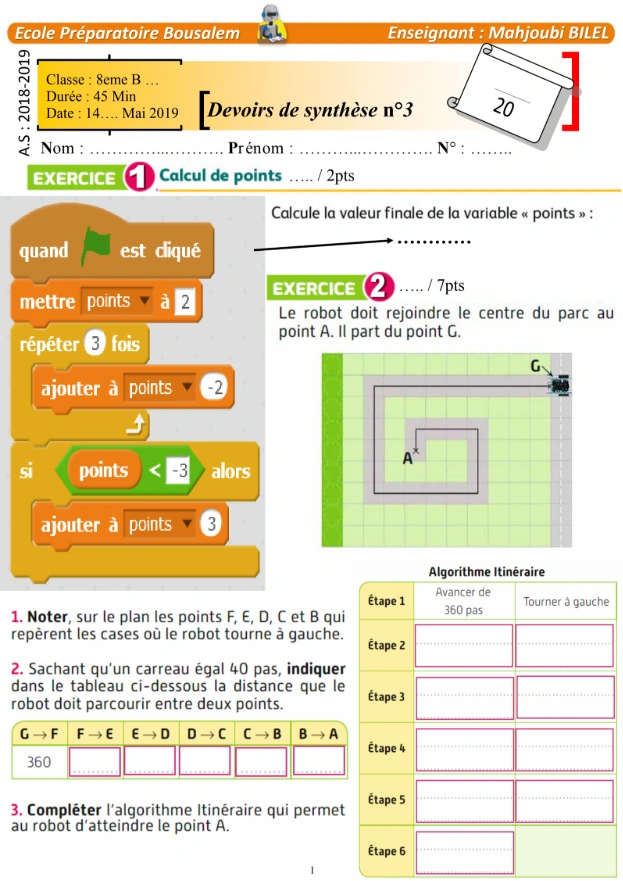 Ecole Préparatoire Bousalem
Enseignant : Mahjoubi BILEL
A.S : 2018-2019
Classe : 8eme B …
Durée : 45 Min
Date : 14…. Mai 2019
Devoirs de synthèse n°3
20
Nom : ………………………. Prénom : ………………………. N° : ……..
EXERCICE 1 Calcul de points ….. / 2pts
Calcule la valeur finale de la variable « points » :
............
quand est cliqué
mettre points à 2
répéter 3 fois
ajouter à points -2
si points < -3 alors
ajouter à points 3
EXERCICE 2 ….. / 7pts
Le robot doit rejoindre le centre du parc au
point A. Il part du point G.
G
A
1. Noter, sur le plan les points F, E, D, C et B qui
repèrent les cases où le robot tourne à gauche.
2. Sachant qu'un carreau égal 40 pas, indiquer
dans le tableau ci-dessous la distance que le
robot doit parcourir entre deux points.
G → F F → E E → D D → C C → B B → A
360 ......... ......... ......... ......... .........
3. Compléter l'algorithme Itinéraire qui permet
au robot d'atteindre le point A.
Algorithme Itinéraire
Étape 1 Avancer de 360 pas Tourner à gauche
Étape 2
Étape 3
Étape 4
Étape 5
Étape 6
1